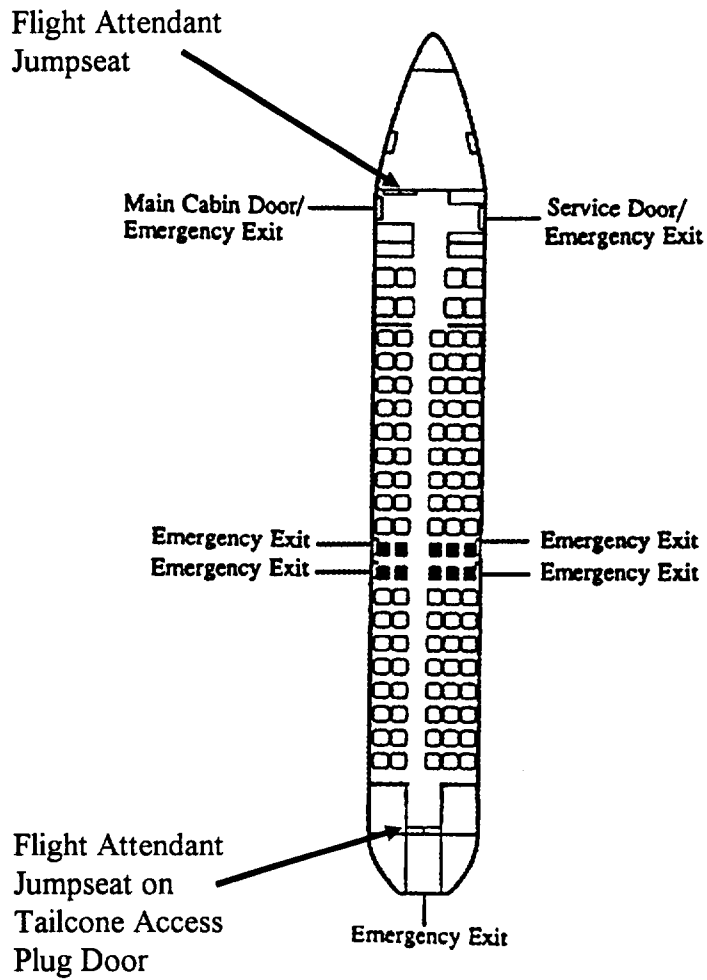 Flight Attendant
Jumpseat
Main Cabin Door/
Emergency Exit
Service Door/
Emergency Exit
Emergency Exit
Emergency Exit
Emergency Exit
Emergency Exit
Flight Attendant
Jumpseat on
Tailcone Access
Plug Door
Emergency Exit